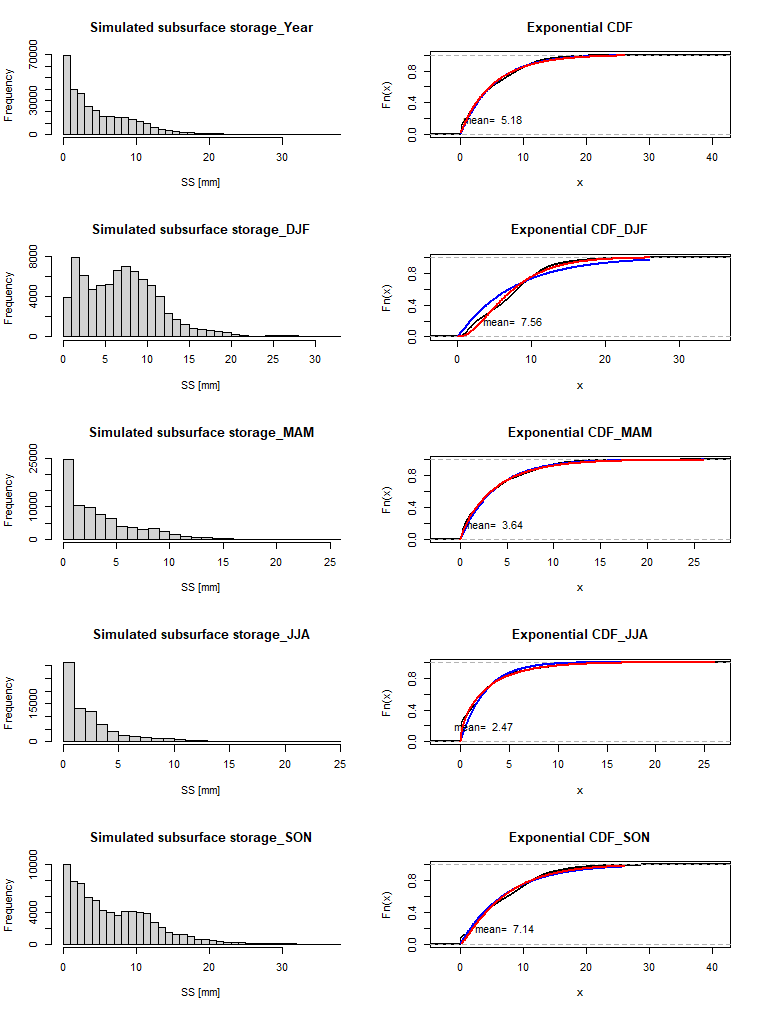 Simulated subsurface storage_Year
Frequency
0 30000 70000
0 10 20 30
SS [mm]
Exponential CDF
Fn(x)
0.0 0.4 0.8
mean= 5.18
0 10 20 30 40
x
Simulated subsurface storage_DJF
Frequency
0 4000 8000
0 5 10 15 20 25 30
SS [mm]
Exponential CDF_DJF
Fn(x)
0.0 0.4 0.8
mean= 7.56
0 10 20 30
x
Simulated subsurface storage_MAM
Frequency
0 10000 25000
0 5 10 15 20 25
SS [mm]
Exponential CDF_MAM
Fn(x)
0.0 0.4 0.8
mean= 3.64
0 5 10 15 20 25
x
Simulated subsurface storage_JJA
Frequency
0 15000
0 5 10 15 20 25
SS [mm]
Exponential CDF_JJA
Fn(x)
0.0 0.4 0.8
mean= 2.47
0 5 10 15 20 25
x
Simulated subsurface storage_SON
Frequency
0 4000 10000
0 10 20 30
SS [mm]
Exponential CDF_SON
Fn(x)
0.0 0.4 0.8
mean= 7.14
0 10 20 30 40
x